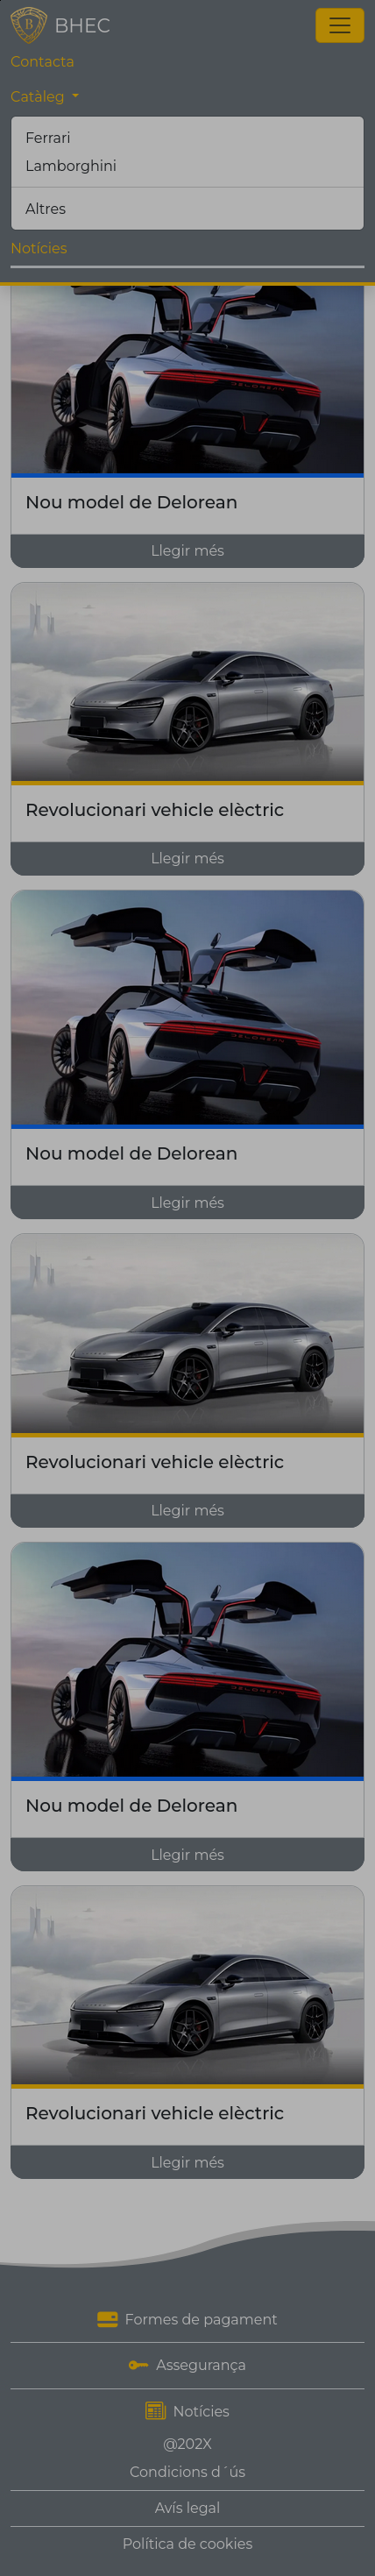 BHEC
Contacta
Catàleg
Ferrari
Lamborghini
Altres
Notícies
Nou model de Delorean
Llegir més
Revolucionari vehicle elèctric
Llegir més
Nou model de Delorean
Llegir més
Revolucionari vehicle elèctric
Llegir més
Nou model de Delorean
Llegir més
Revolucionari vehicle elèctric
Llegir més
Formes de pagament
Assegurança
Notícies
@202X
Condicions d´ús
Avís legal
Política de cookies